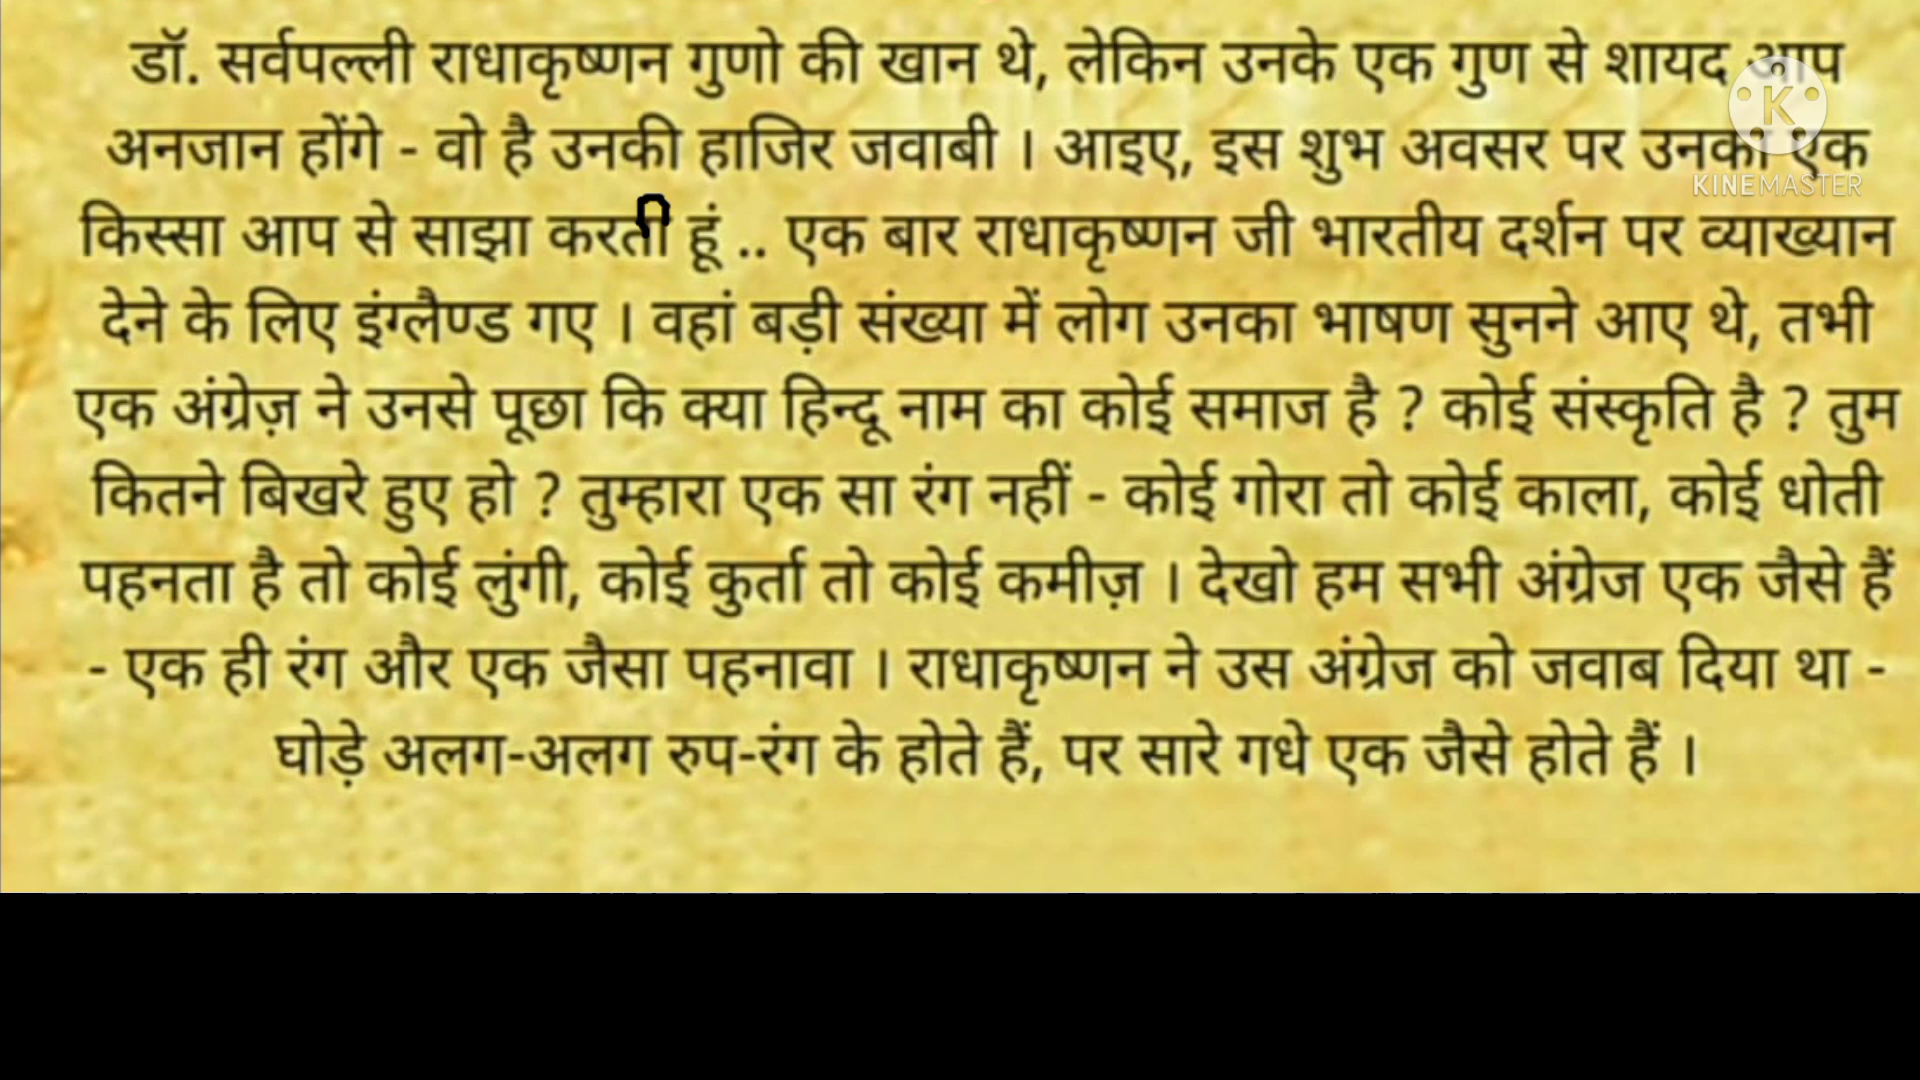 डॉ. सर्वपल्ली राधाकृष्णन गुणो की खान थे, लेकिन उनके एक गुण से शायद आप
अनजान होंगे - वो है उनकी हाजिर जवाबी । आइए, इस शुभ अवसर पर उनका एक
किस्सा आप से साझा करती हूं .. एक बार राधाकृष्णन जी भारतीय दर्शन पर व्याख्यान
देने के लिए इंग्लैण्ड गए । वहां बड़ी संख्या में लोग उनका भाषण सुनने आए थे, तभी
एक अंग्रेज़ ने उनसे पूछा कि क्या हिन्दू नाम का कोई समाज है ? कोई संस्कृति है ? तुम
कितने बिखरे हुए हो ? तुम्हारा एक सा रंग नहीं - कोई गोरा तो कोई काला, कोई धोती
पहनता है तो कोई लुंगी, कोई कुर्ता तो कोई कमीज़ । देखो हम सभी अंग्रेज एक जैसे हैं
- एक ही रंग और एक जैसा पहनावा । राधाकृष्णन ने उस अंग्रेज को जवाब दिया था -
घोड़े अलग-अलग रुप-रंग के होते हैं, पर सारे गधे एक जैसे होते हैं ।
K
KINEMASTER